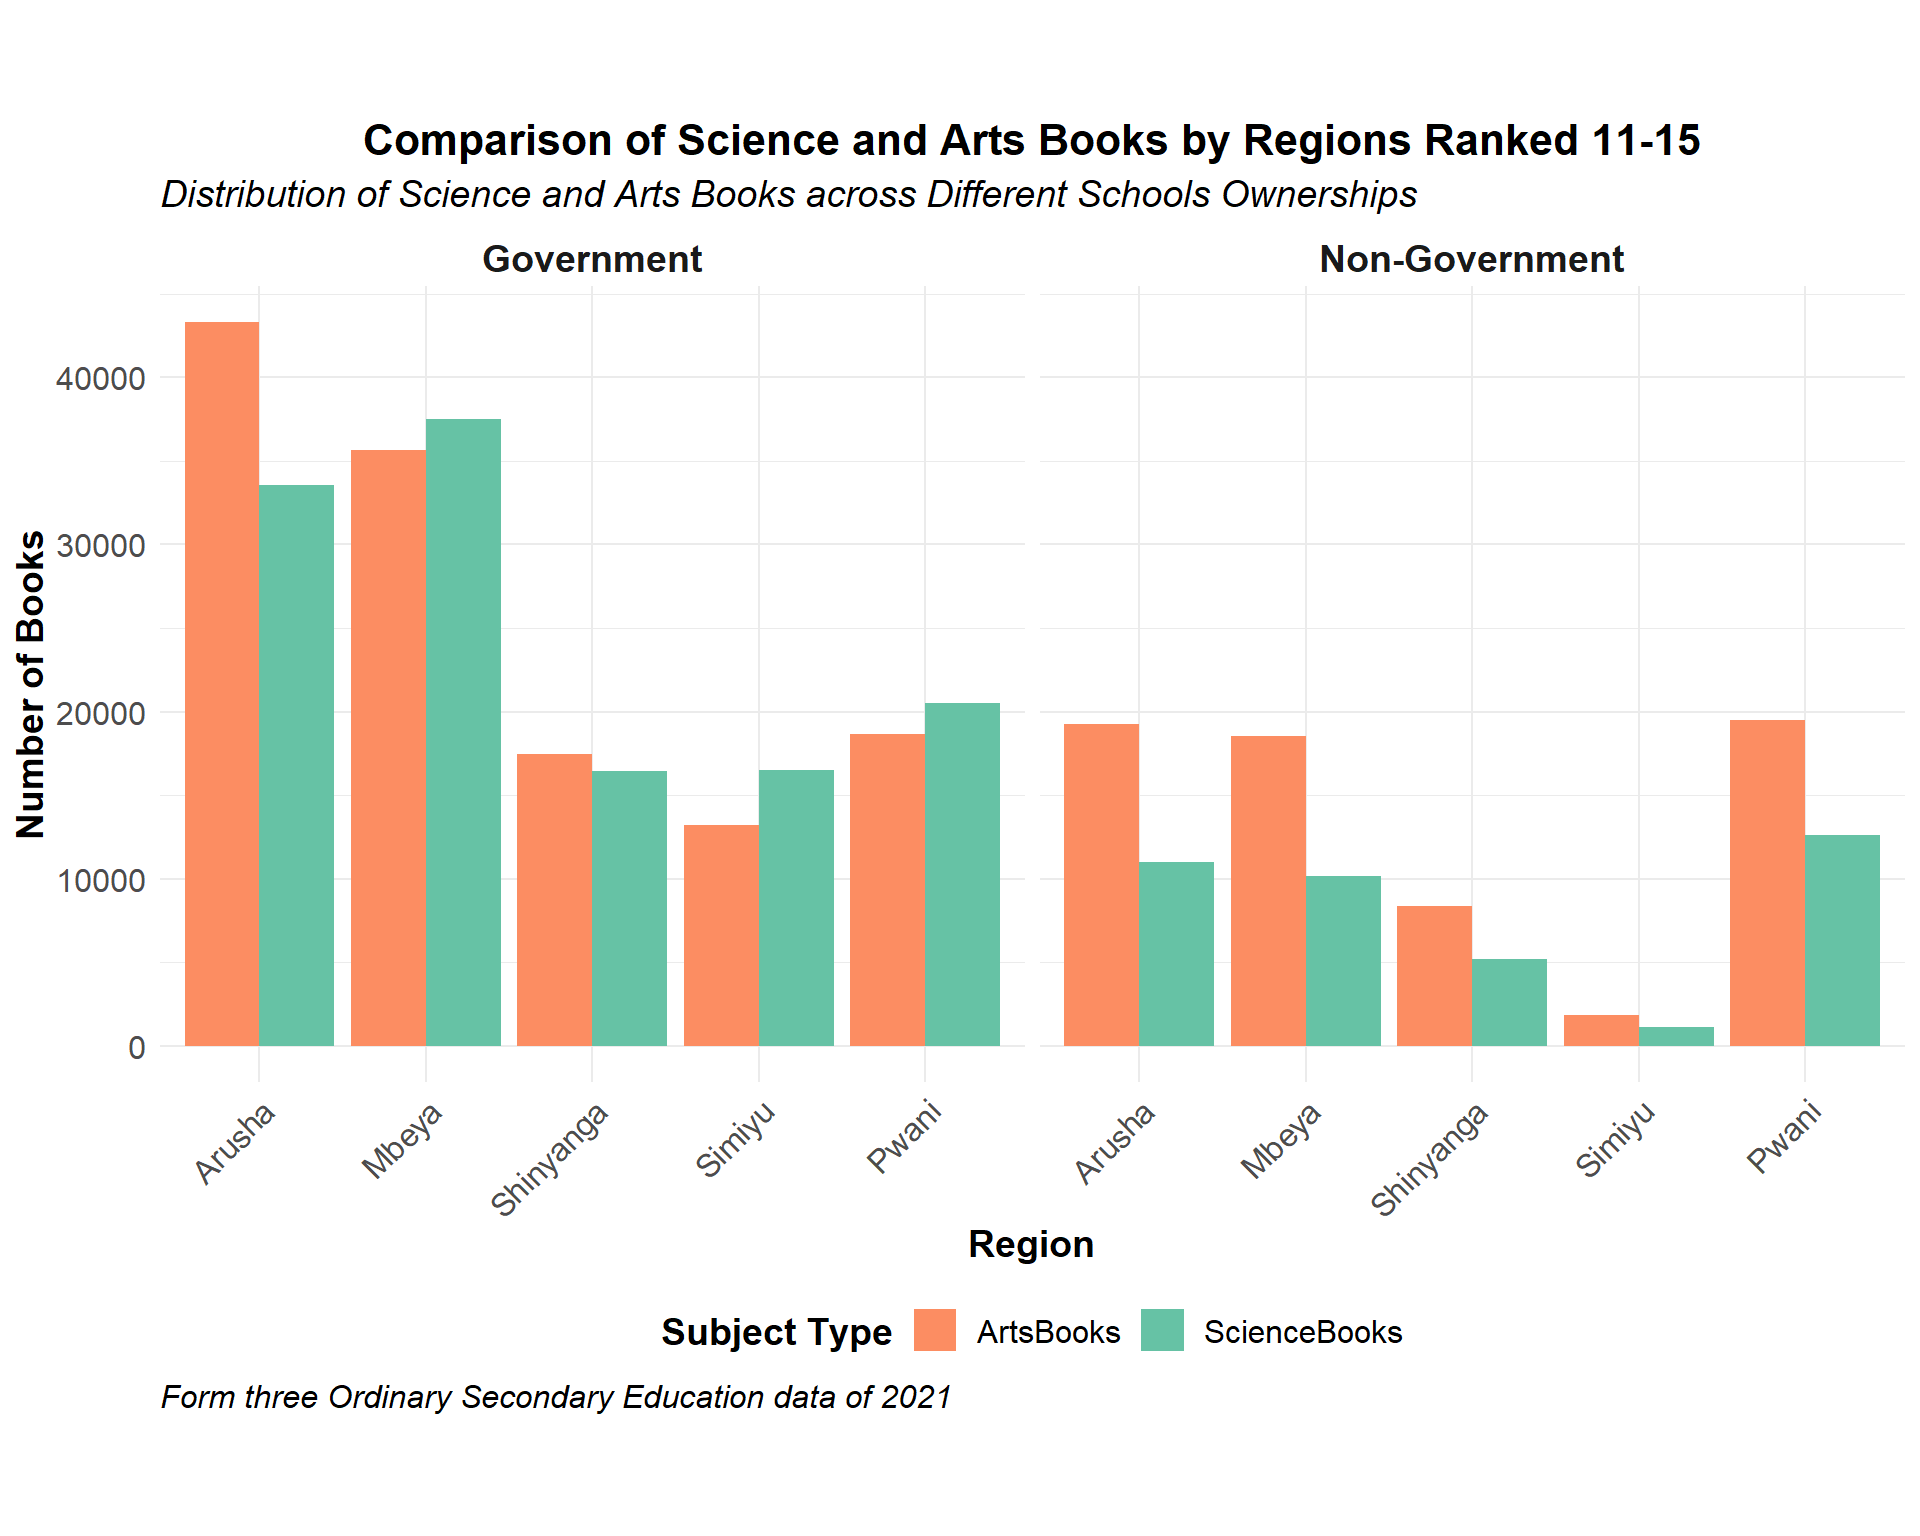 Comparison of Science and Arts Books by Regions Ranked 11-15
Distribution of Science and Arts Books across Different Schools Ownerships
Government
Non-Government
Number of Books
40000
30000
20000
10000
0
Arusha
Mbeya
Shinyanga
Simiyu
Pwani
Arusha
Mbeya
Shinyanga
Simiyu
Pwani
Region
Subject Type ArtsBooks ScienceBooks
Form three Ordinary Secondary Education data of 2021